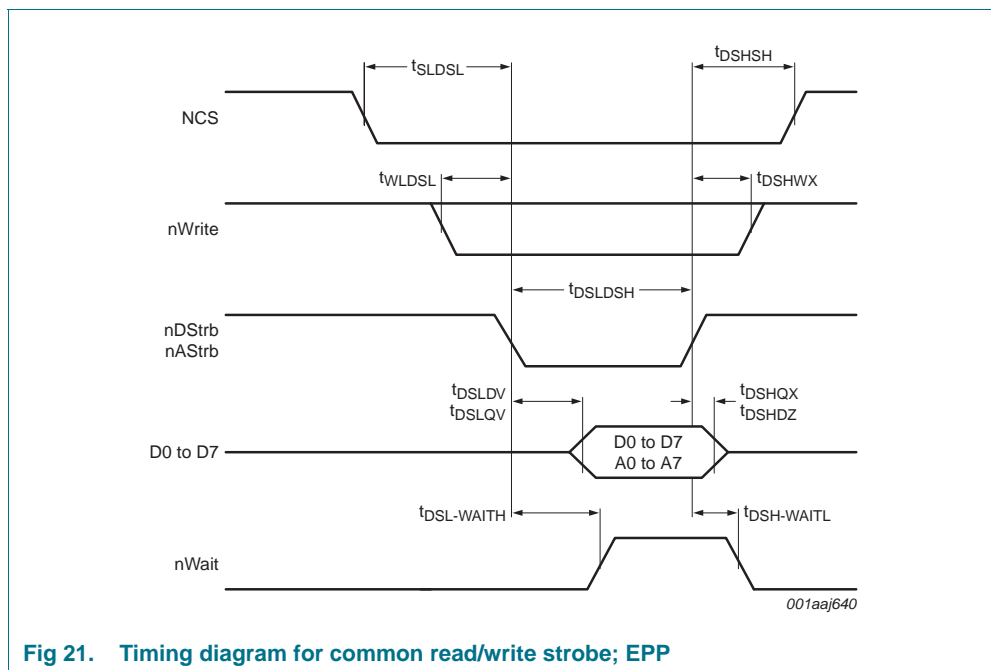 tSLDSL
tDSHSH
NCS
tWLDSL
tDSHWX
nWrite
tDSLDSH
nDStrb
nAStrb
tDSLDV
tDSLQV
tDSHQX
tDSHDZ
D0 to D7
D0 to D7
A0 to A7
tDSL-WAITH
tDSH-WAITL
nWait
001aaj640
Fig 21. Timing diagram for common read/write strobe; EPP